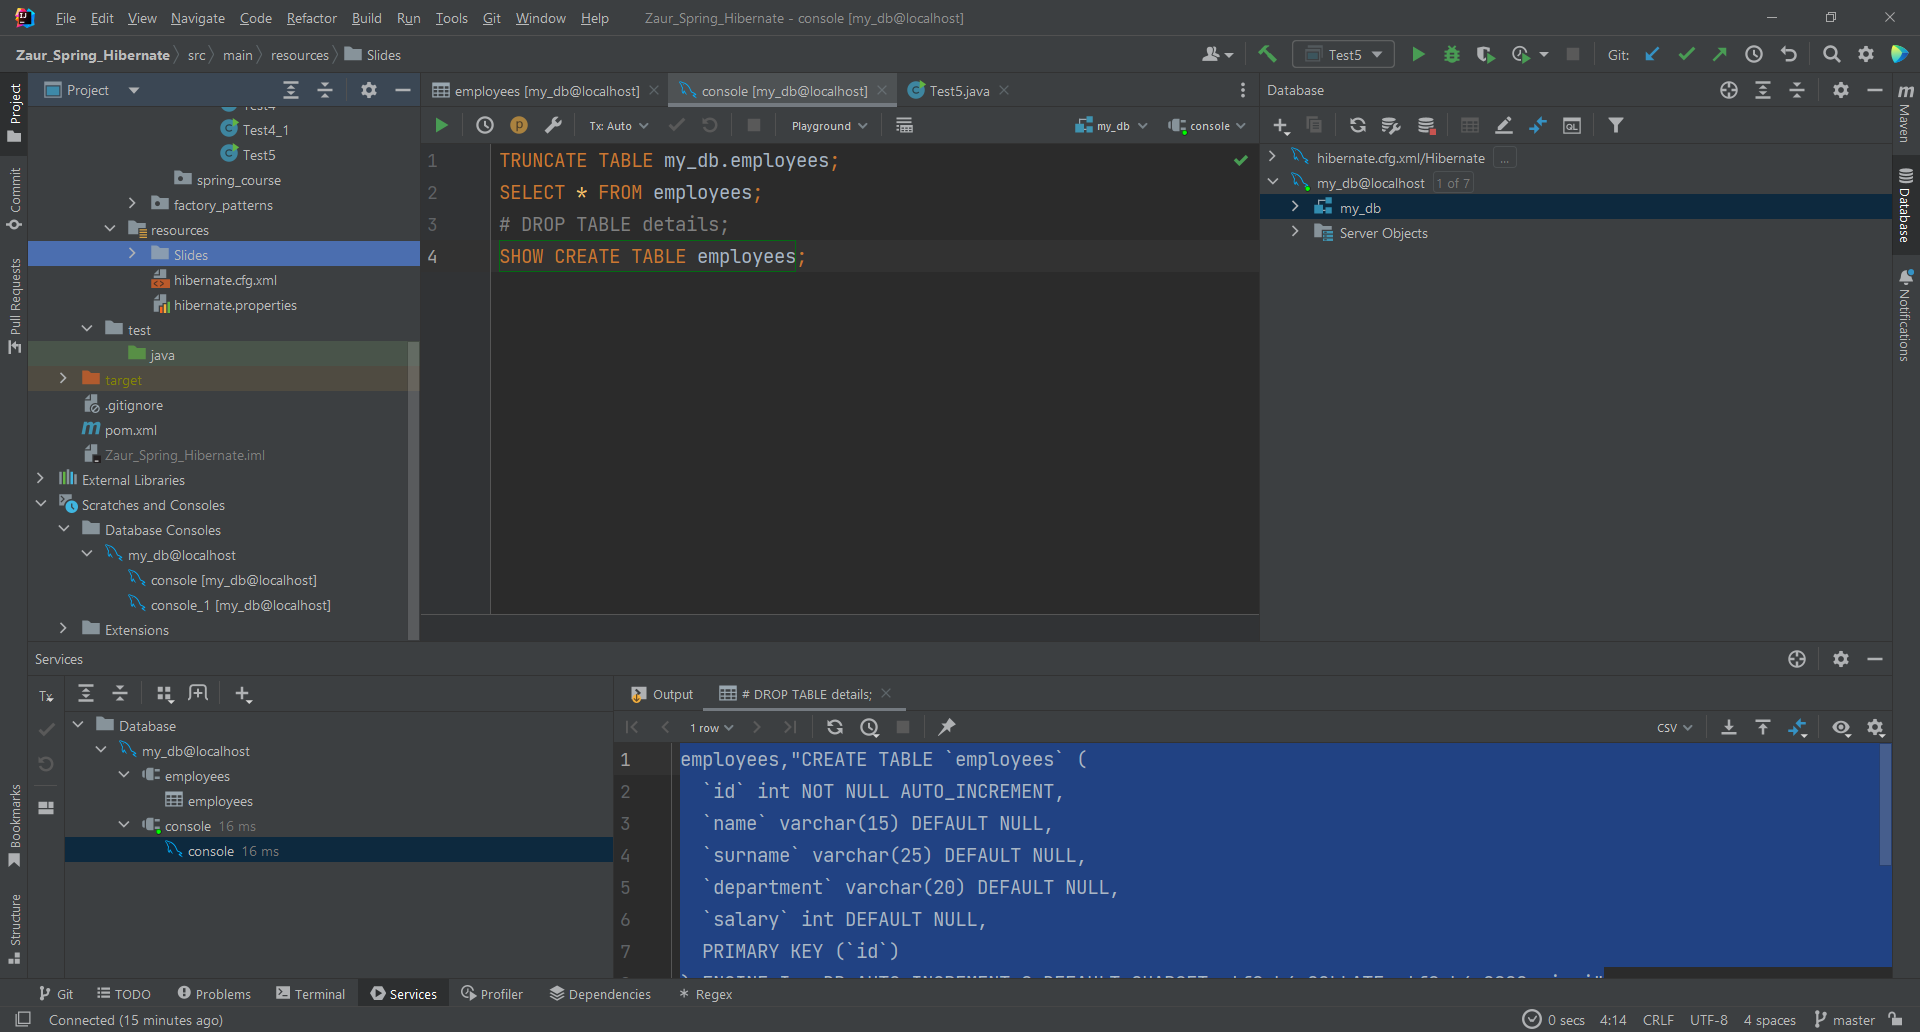 File Edit View Navigate Code Refactor Build Run Tools Git Window Help Zaur_Spring_Hibernate - console [my_db@localhost]
Zaur_Spring_Hibernate src main resources Slides Test5 Git:
Project
Commit
Pull Requests
Bookmarks
Structure
Project
Test4
Test4_1
Test5
spring_course
factory_patterns
resources
Slides
hibernate.cfg.xml
hibernate.properties
test
java
target
.gitignore
pom.xml
Zaur_Spring_Hibernate.iml
External Libraries
Scratches and Consoles
Database Consoles
my_db@localhost
console [my_db@localhost]
console_1 [my_db@localhost]
Extensions
employees [my_db@localhost] console [my_db@localhost] Test5.java
Tx: Auto Playground my_db console
1 TRUNCATE TABLE my_db.employees;
2 SELECT * FROM employees;
3 # DROP TABLE details;
4 SHOW CREATE TABLE employees;
Database
QL
hibernate.cfg.xml/Hibernate ...
my_db@localhost 1 of 7
my_db
Server Objects
Maven
Database
Notifications
Services
Tx
Database
my_db@localhost
employees
employees
console 16 ms
console 16 ms
Output # DROP TABLE details;
1 row CSV
1 employees,"CREATE TABLE `employees` (
2 `id` int NOT NULL AUTO_INCREMENT,
3 `name` varchar(15) DEFAULT NULL,
4 `surname` varchar(25) DEFAULT NULL,
5 `department` varchar(20) DEFAULT NULL,
6 `salary` int DEFAULT NULL,
7 PRIMARY KEY (`id`)
Git TODO Problems Terminal Services Profiler Dependencies Regex
Connected (15 minutes ago) 0 secs 4:14 CRLF UTF-8 4 spaces master